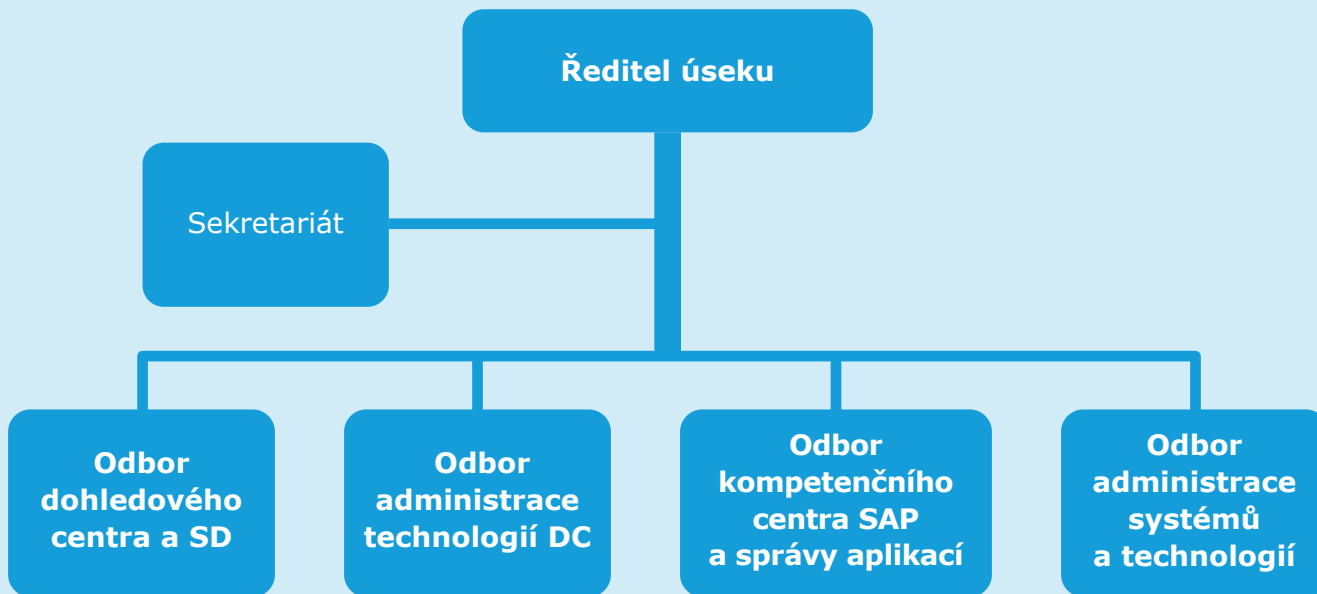 Ředitel úseku
Sekretariát
Odbor
dohledového
centra a SD
Odbor
administrace
technologií DC
Odbor
kompetenčního
centra SAP
a správy aplikací
Odbor
administrace
systémů
a technologií